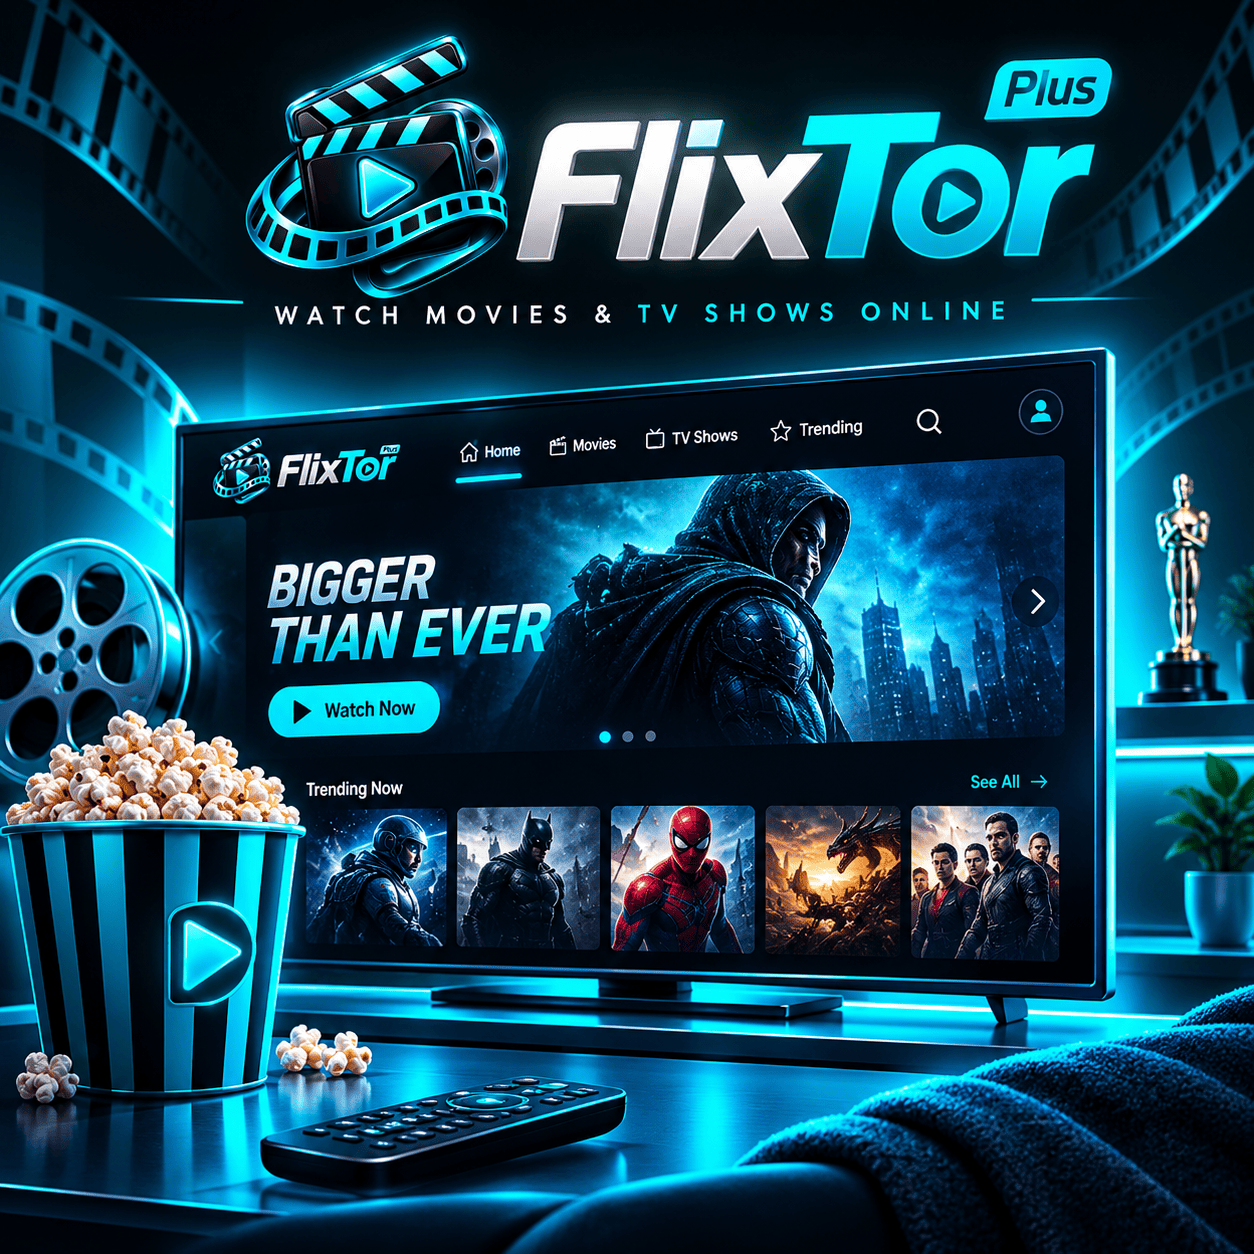 Plus
FlixTor
WATCH MOVIES & TV SHOWS ONLINE
FlixTor Plus
Home
Movies
TV Shows
Trending
BIGGER
THAN EVER
Watch Now
Trending Now
See All